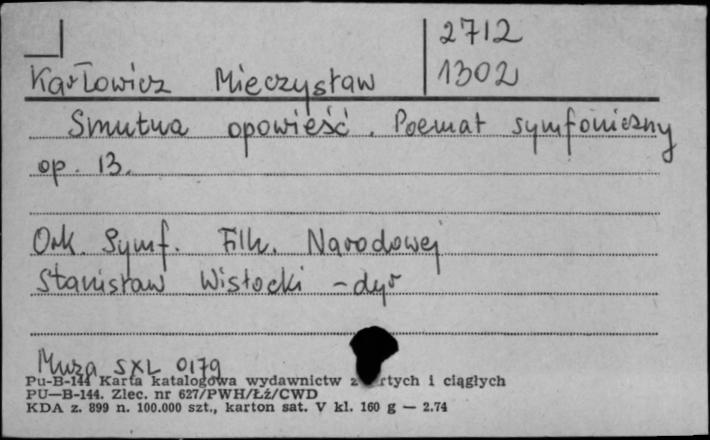 2712
Karłowicz Mieczysław 1302
Smutna opowieść. Poemat symfoniczny
op. 13.
Ork. Symf. Filh. Narodowej
Stanisław Wisłocki - dyr
Muza SXL 0179
Pu-B-144 Karta katalogowa wydawnictw z rtych i ciągłych
PU—B-144. Zlec. nr 627/PWH/Łź/CWD
KDA z. 899 n. 100.000 szt., karton sat. V kl. 160 g — 2.74